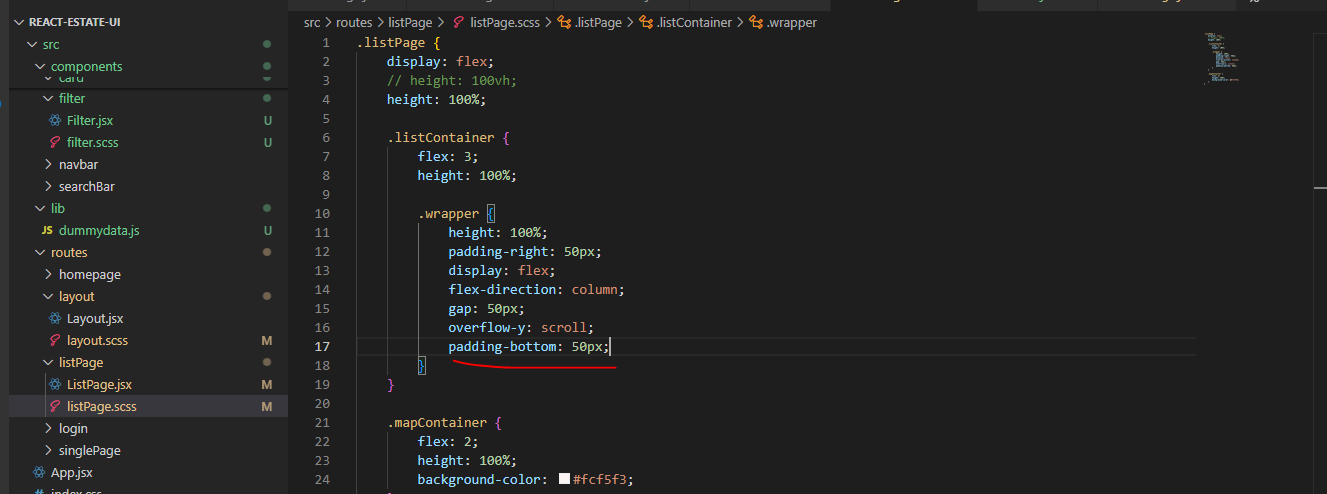 REACT-ESTATE-UI
src
components
card
filter
Filter.jsx U
filter.scss U
navbar
searchBar
lib
JS dummydata.js U
routes
homepage
layout
Layout.jsx
layout.scss M
listPage
ListPage.jsx M
listPage.scss M
login
singlePage
App.jsx
index.css
src > routes > listPage > listPage.scss > .listPage > .listContainer > .wrapper
1 .listPage {
2 display: flex;
3 // height: 100vh;
4 height: 100%;
5
6 .listContainer {
7 flex: 3;
8 height: 100%;
9
10 .wrapper {
11 height: 100%;
12 padding-right: 50px;
13 display: flex;
14 flex-direction: column;
15 gap: 50px;
16 overflow-y: scroll;
17 padding-bottom: 50px;
18 }
19 }
20
21 .mapContainer {
22 flex: 2;
23 height: 100%;
24 background-color: #fcf5f3;